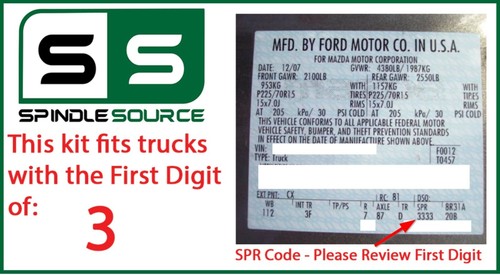 S S
SPINDLESOURCE
This kit fits trucks
with the First Digit
of:
3
MFD. BY FORD MOTOR CO. IN U.S.A.
FOR MAZDA MOTOR CORPORATION
DATE: 12/07 GVWR: 4380LB/ 1987KG
FRONT GAWR: 2100LB REAR GAWR: 2550LB
953KG WITH 1157KG WITH
P225/70R15 TIRES P225/70R15 TIRES
15x7.0J RIMS 15x7.0J RIMS
AT 205 kPa/ 30 PSI COLD AT 205 kPa/ 30 PSI COLD
THIS VEHICLE CONFORMS TO ALL APPLICABLE FEDERAL MOTOR
VEHICLE SAFETY, BUMPER, AND THEFT PREVENTION STANDARDS
IN EFFECT ON THE DATE OF MANUFACTURE SHOWN ABOVE.
VIN: F0012
TYPE: Truck T0457
EXT PNT: CX RC: 81 DSO:
WB INT TR TP/PS R AXLE TR SPR BR31A
112 3F 7 87 D 3333 20B
SPR Code - Please Review First Digit